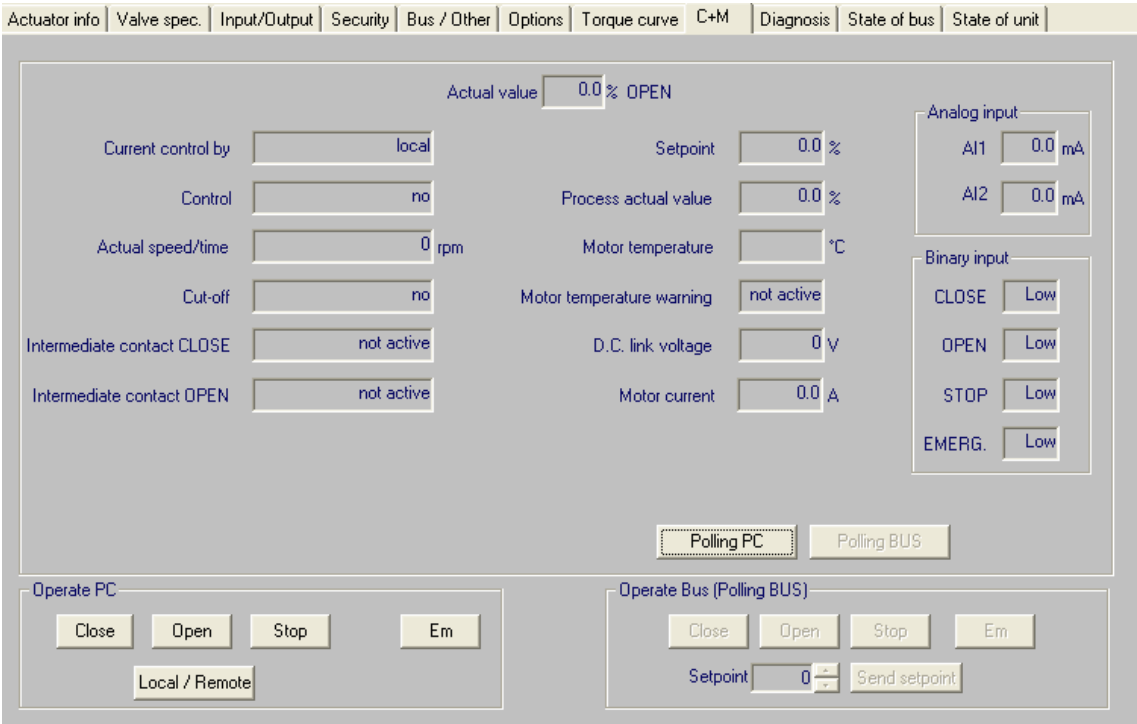 Actuator info Valve spec. Input/Output Security Bus / Other Options Torque curve C+M Diagnosis State of bus State of unit
Actual value 0.0 % OPEN
Current control by local
Control no
Actual speed/time 0 rpm
Cut-off no
Intermediate contact CLOSE not active
Intermediate contact OPEN not active
Setpoint 0.0 %
Process actual value 0.0 %
Motor temperature °C
Motor temperature warning not active
D.C. link voltage 0 V
Motor current 0.0 A
Analog input
AI1 0.0 mA
AI2 0.0 mA
Binary input
CLOSE Low
OPEN Low
STOP Low
EMERG. Low
Polling PC Polling BUS
Operate PC
Close Open Stop Em
Local / Remote
Operate Bus (Polling BUS)
Close Open Stop Em
Setpoint 0 Send setpoint